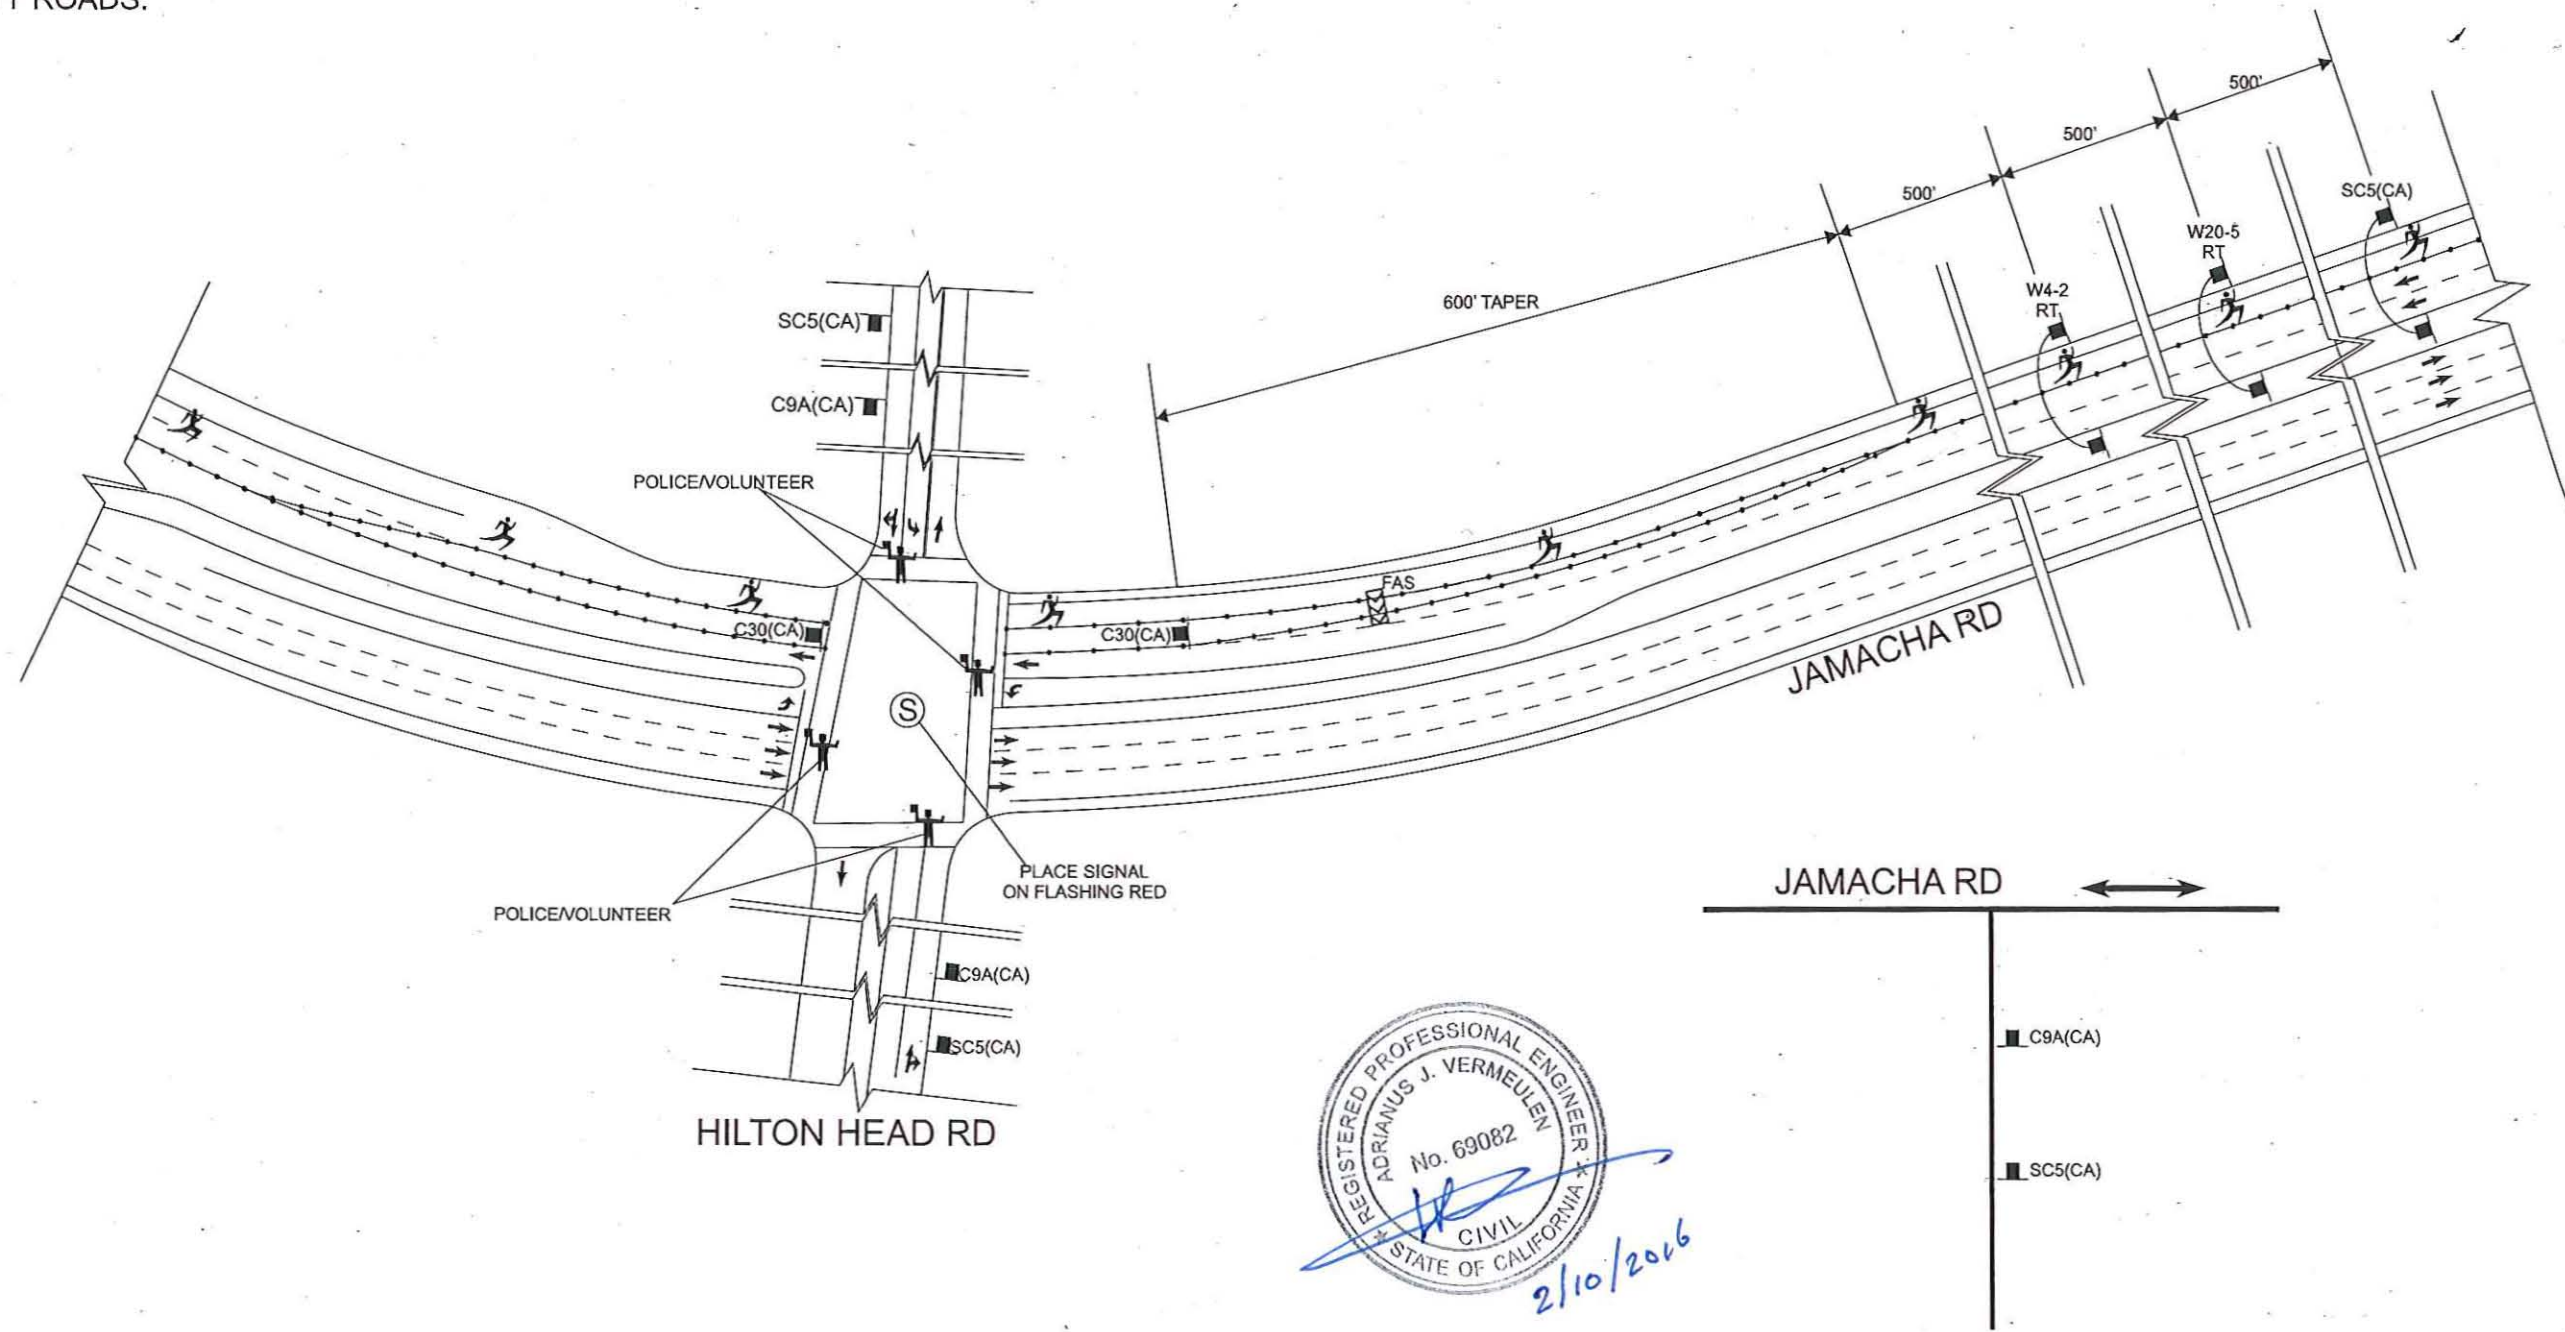 T ROADS.
500'
500'
500'
600' TAPER
SC5(CA)
W20-5
RT
W4-2
RT
SC5(CA)
C9A(CA)
POLICE/VOLUNTEER
FAS
C30(CA)
C30(CA)
JAMACHA RD
S
PLACE SIGNAL
ON FLASHING RED
POLICE/VOLUNTEER
C9A(CA)
SC5(CA)
HILTON HEAD RD
JAMACHA RD
C9A(CA)
SC5(CA)
REGISTERED PROFESSIONAL ENGINEER
ADRIANUS J. VERMEULEN
No. 69082
CIVIL
STATE OF CALIFORNIA
2/10/2016